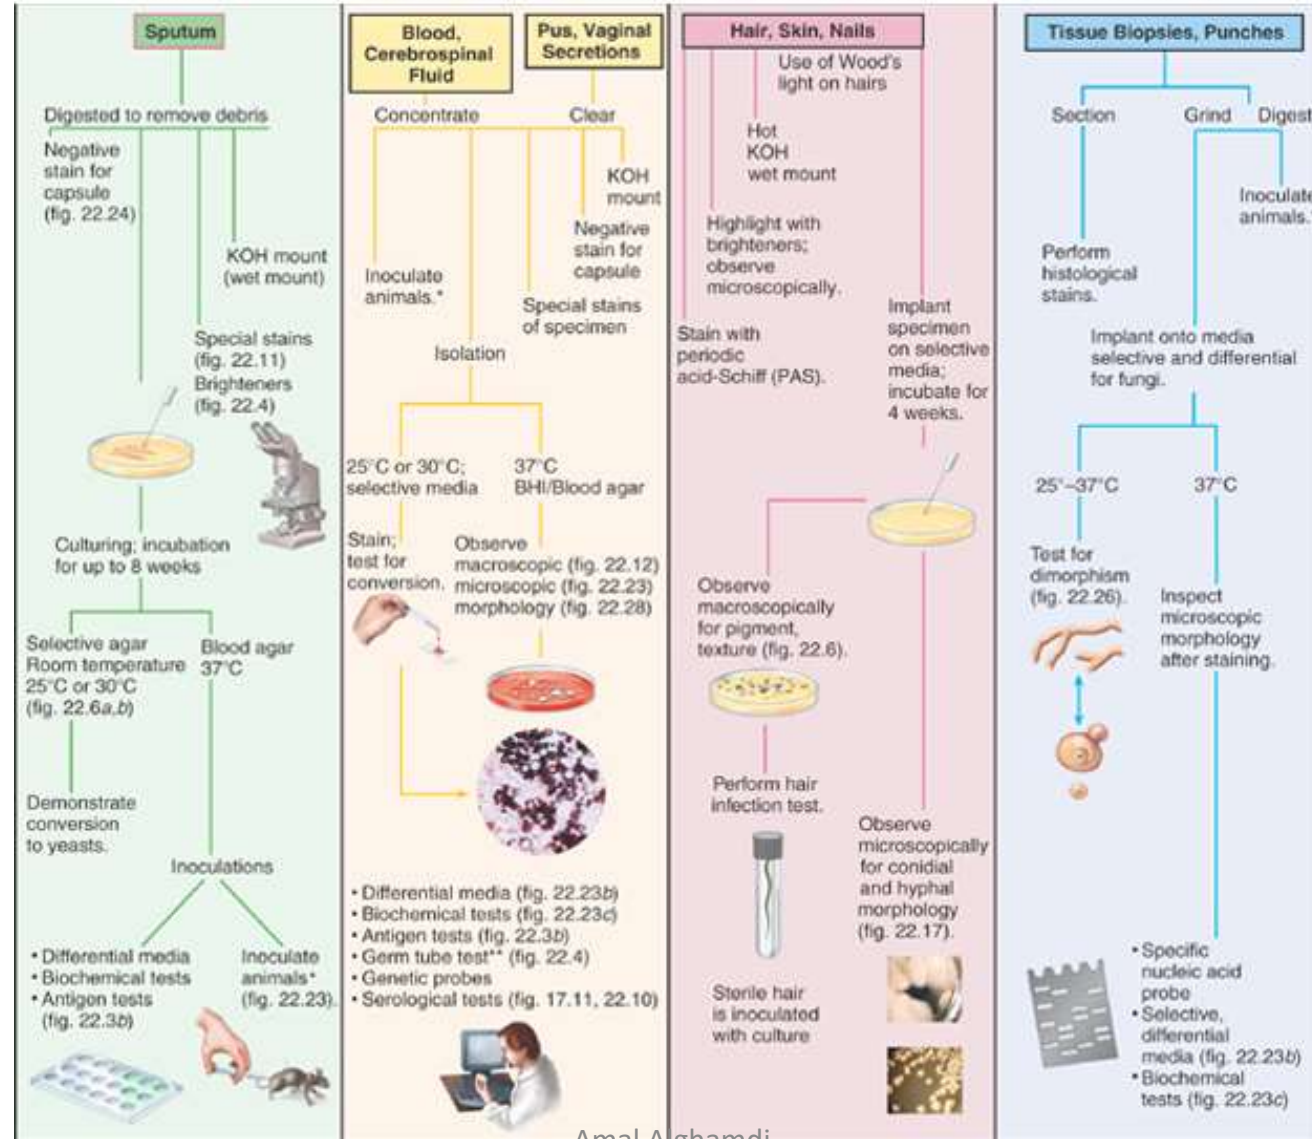 Sputum
Digested to remove debris
Negative
stain for
capsule
(fig. 22.24)
KOH mount
(wet mount)
Special stains
(fig. 22.11)
Brighteners
(fig. 22.4)
Culturing; incubation
for up to 8 weeks
Selective agar
Room temperature
25°C or 30°C
(fig. 22.6a,b)
Blood agar
37°C
Demonstrate
conversion
to yeasts.
Inoculations
• Differential media
• Biochemical tests
• Antigen tests
(fig. 22.3b)
Inoculate
animals*
(fig. 22.23).
Blood,
Cerebrospinal
Fluid
Pus, Vaginal
Secretions
Concentrate
Clear
KOH
mount
Negative
stain for
capsule
Inoculate
animals.*
Special stains
of specimen
Isolation
25°C or 30°C;
selective media
37°C
BHI/Blood agar
Stain;
test for
conversion.
Observe
macroscopic (fig. 22.12)
microscopic (fig. 22.23)
morphology (fig. 22.28)
• Differential media (fig. 22.23b)
• Biochemical tests (fig. 22.23c)
• Antigen tests (fig. 22.3b)
• Germ tube test** (fig. 22.4)
• Genetic probes
• Serological tests (fig. 17.11, 22.10)
Hair, Skin, Nails
Use of Wood's
light on hairs
Hot
KOH
wet mount
Highlight with
brighteners;
observe
microscopically.
Stain with
periodic
acid-Schiff (PAS).
Implant
specimen
on selective
media;
incubate for
4 weeks.
Observe
macroscopically
for pigment,
texture (fig. 22.6).
Perform hair
infection test.
Sterile hair
is inoculated
with culture
Observe
microscopically
for conidial
and hyphal
morphology
(fig. 22.17).
Tissue Biopsies, Punches
Section
Grind
Digest
Inoculate
animals.
Perform
histological
stains.
Implant onto media
selective and differential
for fungi.
25°–37°C
37°C
Test for
dimorphism
(fig. 22.26).
Inspect
microscopic
morphology
after staining.
• Specific
nucleic acid
probe
• Selective,
differential
media (fig. 22.23b)
• Biochemical
tests (fig. 22.23c)
Amal Alghamdi